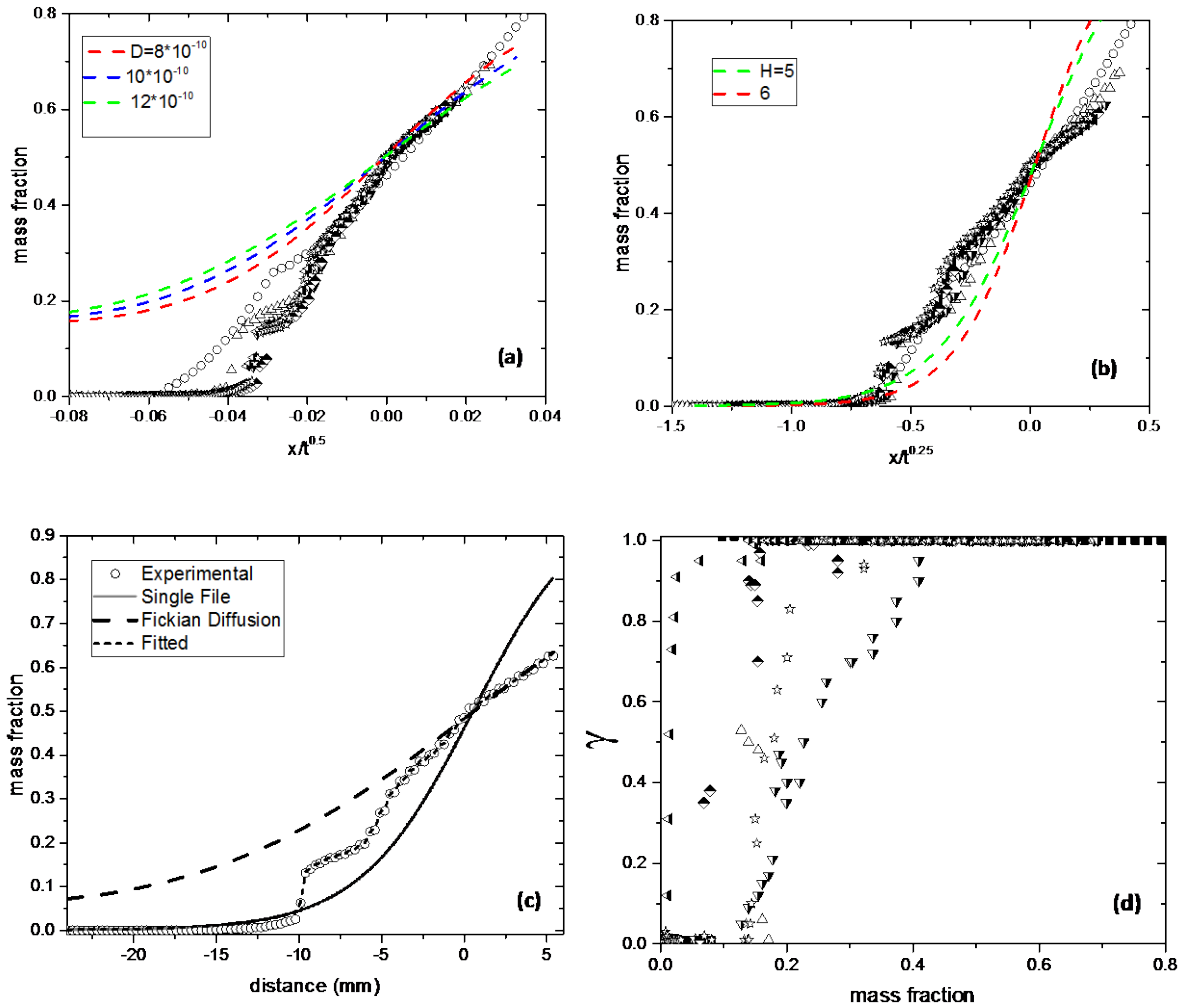 0.8
0.6
0.4
0.2
0.0
mass fraction
D=8*10-10
10*10-10
12*10-10
(a)
-0.08 -0.06 -0.04 -0.02 0.00 0.02 0.04
x/t0.5
0.8
0.6
0.4
0.2
0.0
mass fraction
H=5
6
(b)
-1.5 -1.0 -0.5 0.0 0.5
x/t0.25
0.9
0.8
0.7
0.6
0.5
0.4
0.3
0.2
0.1
0.0
mass fraction
Experimental
Single File
Fickian Diffusion
Fitted
(c)
-20 -15 -10 -5 0 5
distance (mm)
1.0
0.8
0.6
0.4
0.2
0.0
γ
(d)
0.0 0.2 0.4 0.6 0.8
mass fraction